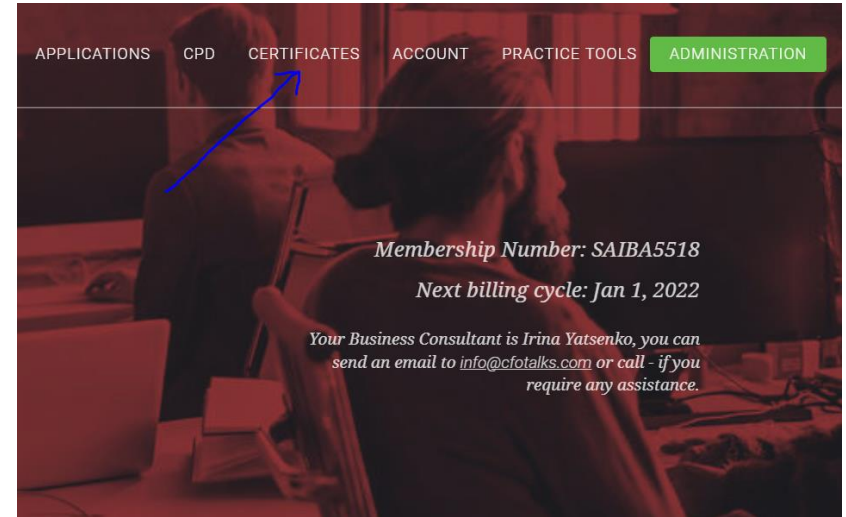 APPLICATIONS CPD CERTIFICATES ACCOUNT PRACTICE TOOLS ADMINISTRATION
Membership Number: SAIBA5518
Next billing cycle: Jan 1, 2022
Your Business Consultant is Irina Yatsenko, you can
send an email to info@cfotalks.com or call - if you
require any assistance.